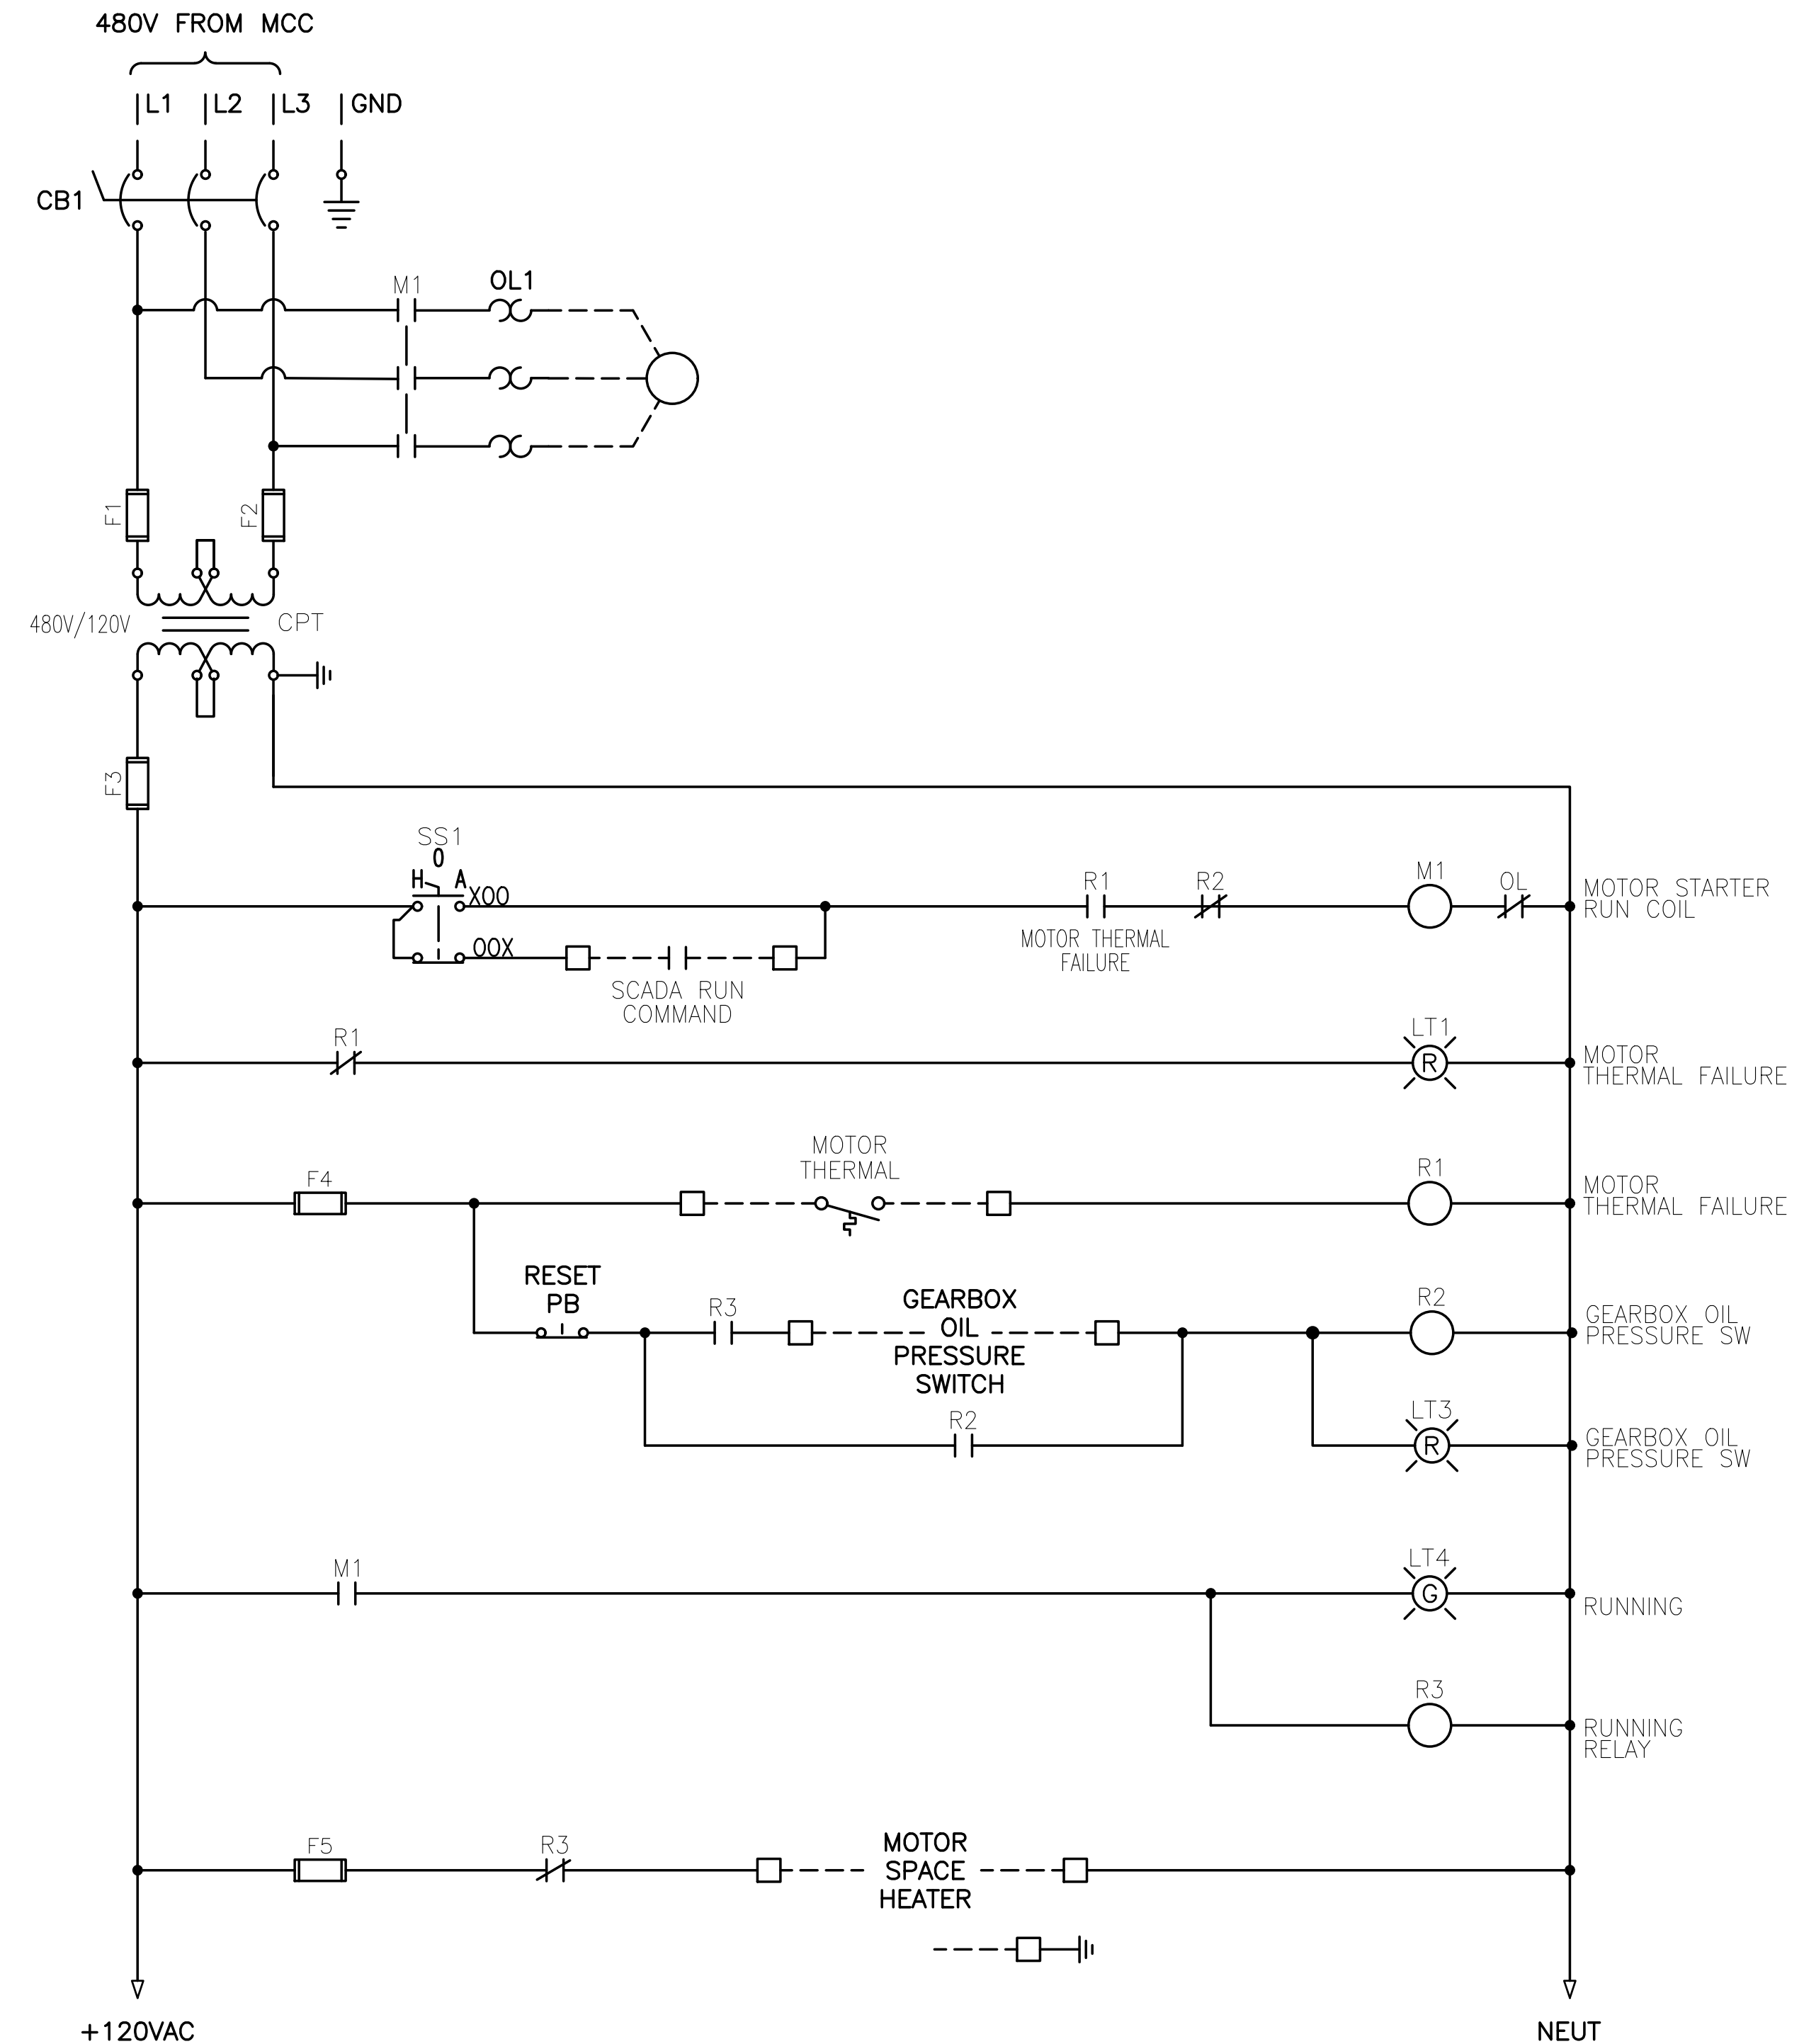 480V FROM MCC
L1
L2
L3
GND
CB1
M1
OL1
F1
F2
480V/120V
CPT
F3
SS1
0
H
A
X00
00X
SCADA RUN
COMMAND
R1
MOTOR THERMAL
FAILURE
R2
M1
OL
MOTOR STARTER
RUN COIL
R1
LT1
R
MOTOR
THERMAL FAILURE
F4
MOTOR
THERMAL
R1
MOTOR
THERMAL FAILURE
RESET
PB
R3
GEARBOX
OIL
PRESSURE
SWITCH
R2
GEARBOX OIL
PRESSURE SW
R2
LT3
R
GEARBOX OIL
PRESSURE SW
M1
LT4
G
RUNNING
R3
RUNNING
RELAY
F5
R3
MOTOR
SPACE
HEATER
+120VAC
NEUT